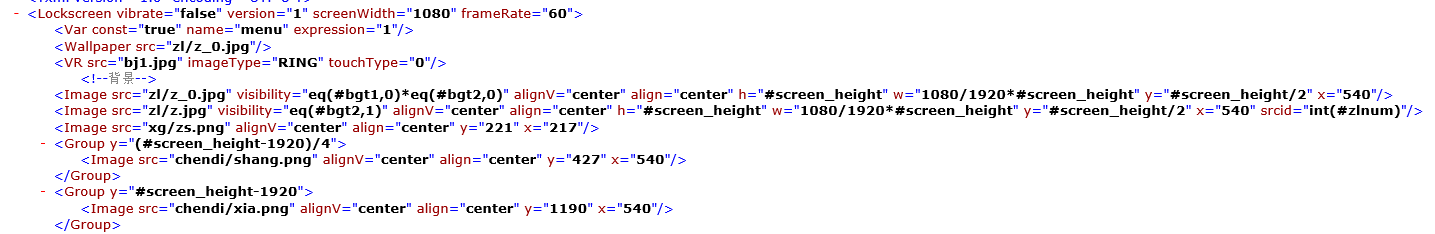 - <Lockscreen vibrate="false" version="1" screenWidth="1080" frameRate="60">
<Var const="true" name="menu" expression="1"/>
<Wallpaper src="zl/z_0.jpg"/>
<VR src="bj1.jpg" imageType="RING" touchType="0"/>
<!--背景-->
<Image src="zl/z_0.jpg" visibility="eq(#bgt1,0)*eq(#bgt2,0)" alignV="center" align="center" h="#screen_height" w="1080/1920*#screen_height" y="#screen_height/2" x="540"/>
<Image src="zl/z.jpg" visibility="eq(#bgt2,1)" alignV="center" align="center" h="#screen_height" w="1080/1920*#screen_height" y="#screen_height/2" x="540" srcid="int(#zlnum)"/>
<Image src="xg/zs.png" alignV="center" align="center" y="221" x="217"/>
- <Group y="(#screen_height-1920)/4">
<Image src="chendi/shang.png" alignV="center" align="center" y="427" x="540"/>
</Group>
- <Group y="#screen_height-1920">
<Image src="chendi/xia.png" alignV="center" align="center" y="1190" x="540"/>
</Group>